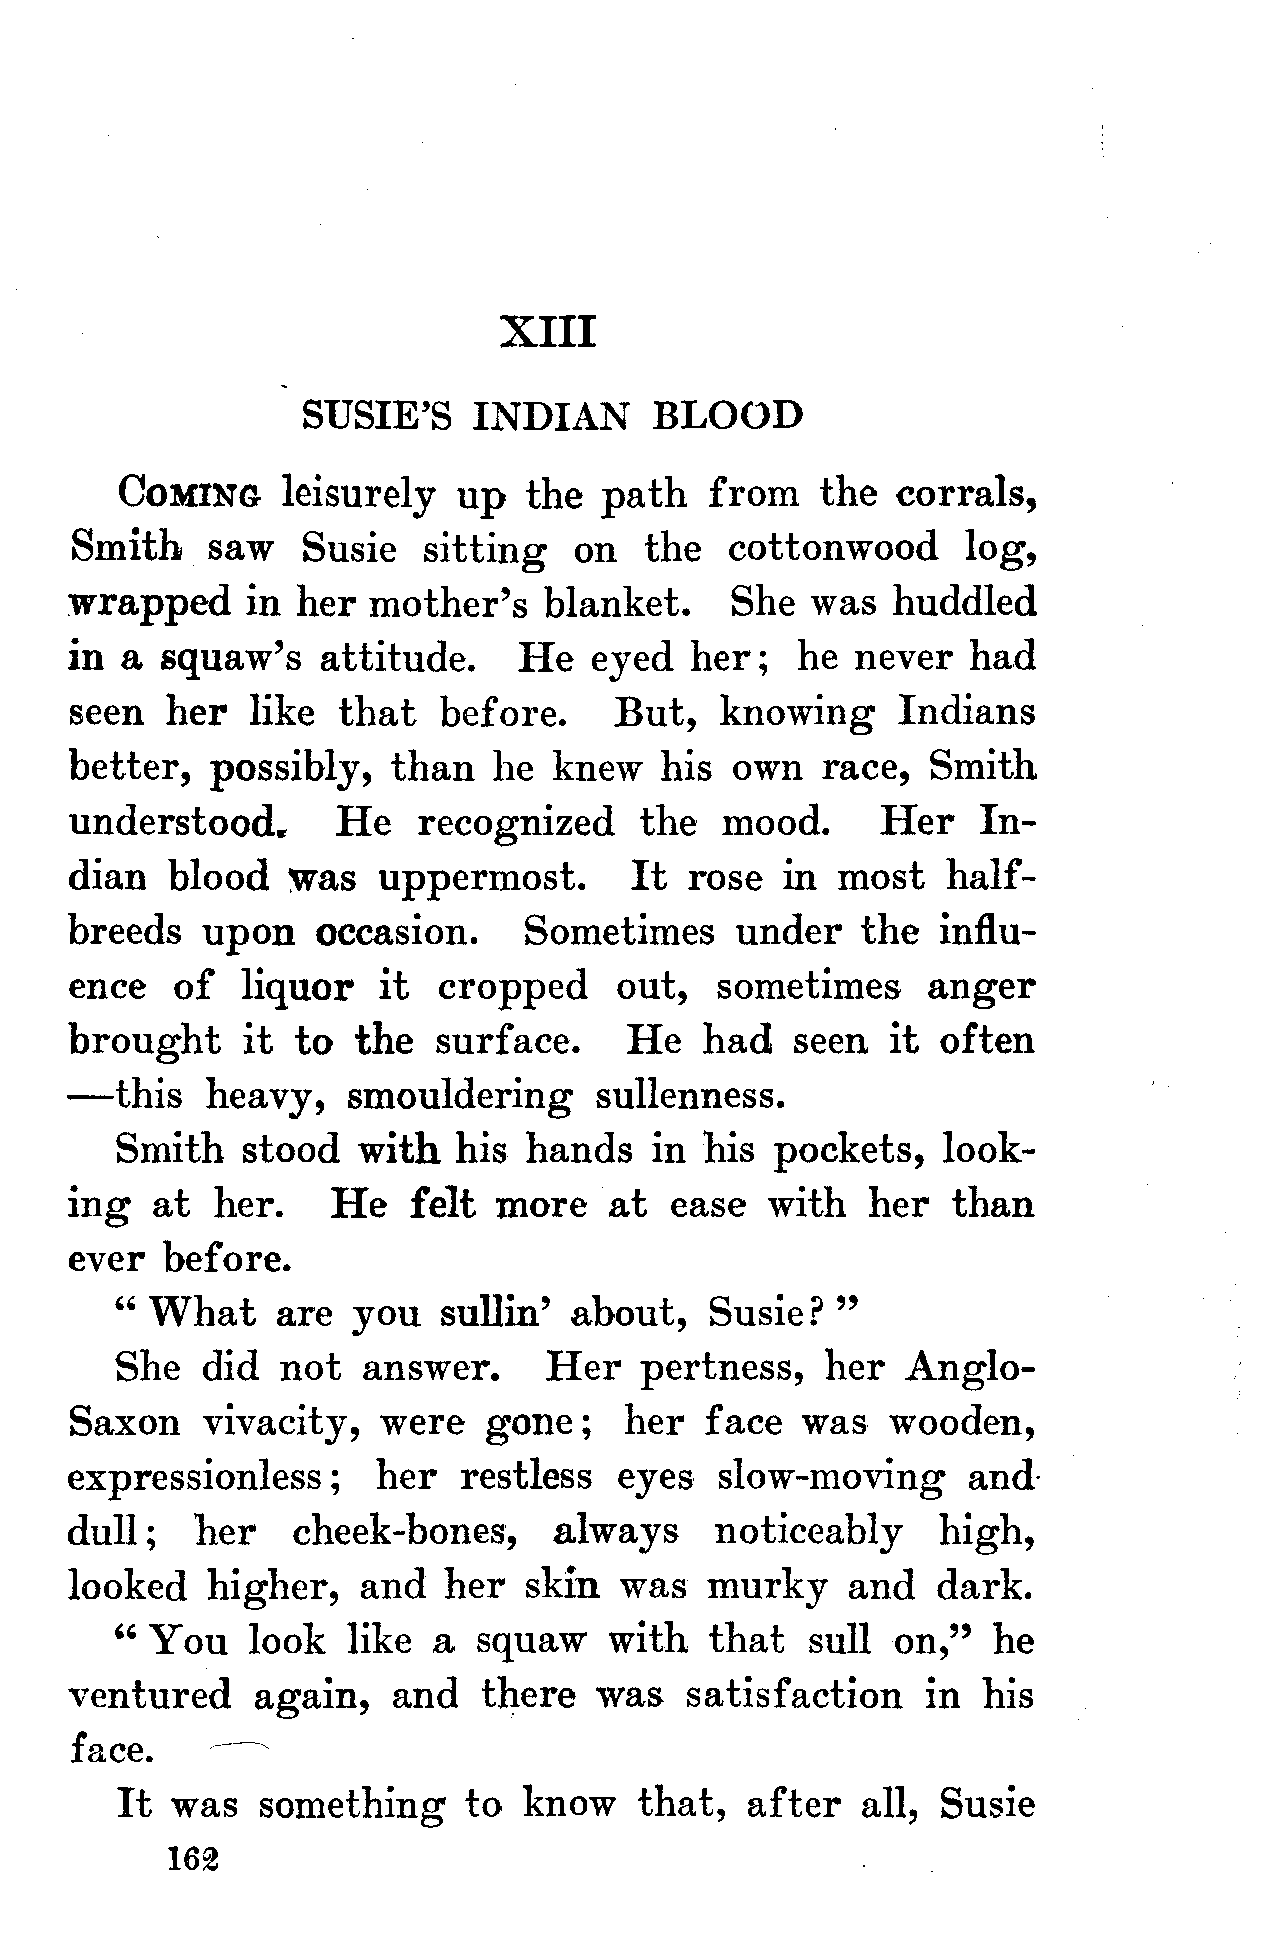 XIII
SUSIE'S INDIAN BLOOD
COMING leisurely up the path from the corrals,
Smith saw Susie sitting on the cottonwood log,
wrapped in her mother's blanket. She was huddled
in a squaw's attitude. He eyed her; he never had
seen her like that before. But, knowing Indians
better, possibly, than he knew his own race, Smith
understood. He recognized the mood. Her In-
dian blood was uppermost. It rose in most half-
breeds upon occasion. Sometimes under the influ-
ence of liquor it cropped out, sometimes anger
brought it to the surface. He had seen it often
—this heavy, smouldering sullenness.
Smith stood with his hands in his pockets, look-
ing at her. He felt more at ease with her than
ever before.
“ What are you sullin’ about, Susie? ”
She did not answer. Her pertness, her Anglo-
Saxon vivacity, were gone; her face was wooden,
expressionless; her restless eyes slow-moving and
dull; her cheek-bones, always noticeably high,
looked higher, and her skin was murky and dark.
“ You look like a squaw with that sull on,” he
ventured again, and there was satisfaction in his
face.
It was something to know that, after all, Susie
162